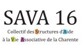 SAVA 16
Collectif des Structures d'Aide
à la Vie Associative de la Charente